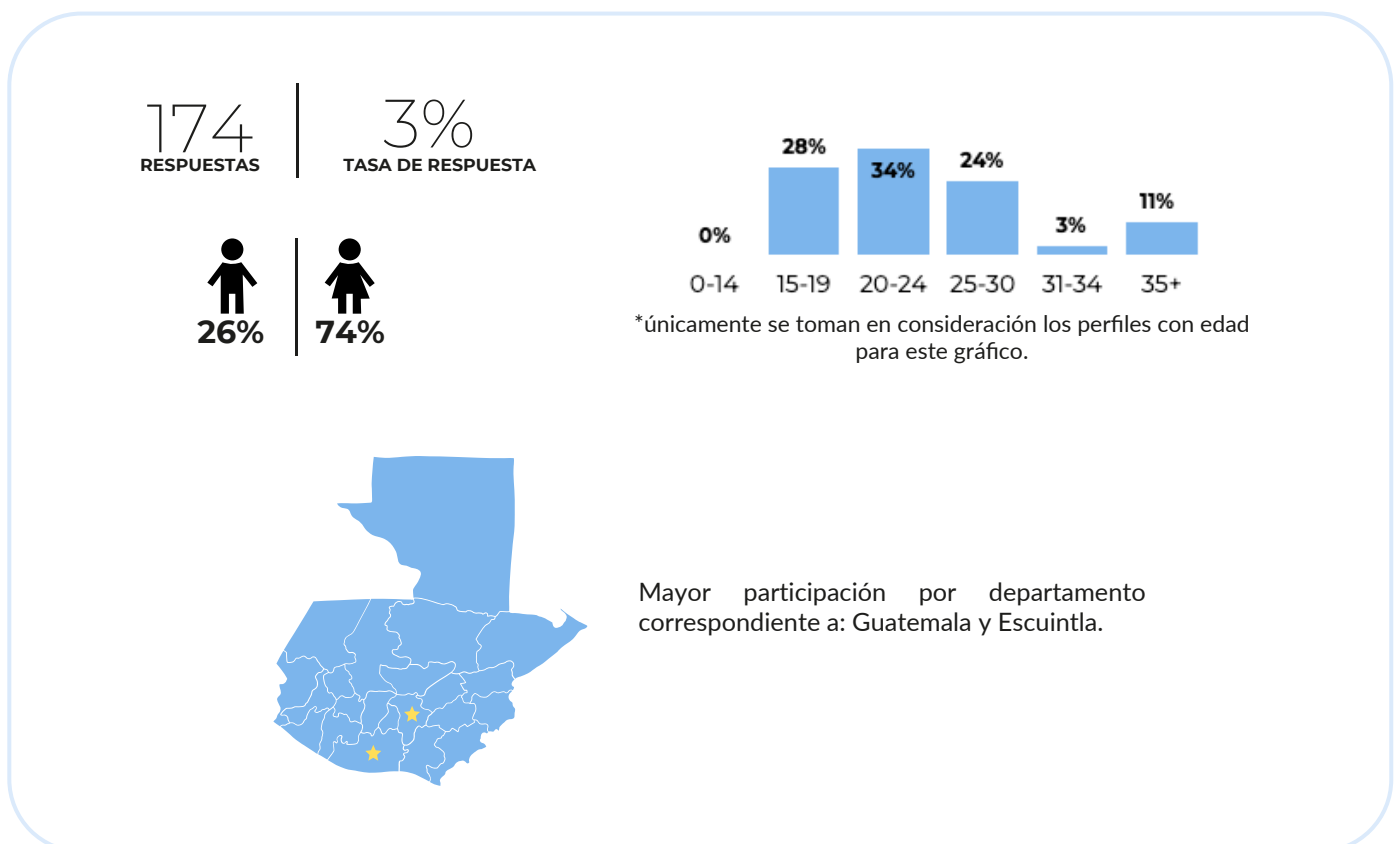 174
RESPUESTAS
3%
TASA DE RESPUESTA
26%
74%
0%
28%
34%
24%
3%
11%
0-14
15-19
20-24
25-30
31-34
35+
*únicamente se toman en consideración los perfiles con edad
para este gráfico.
Mayor participación por departamento
correspondiente a: Guatemala y Escuintla.